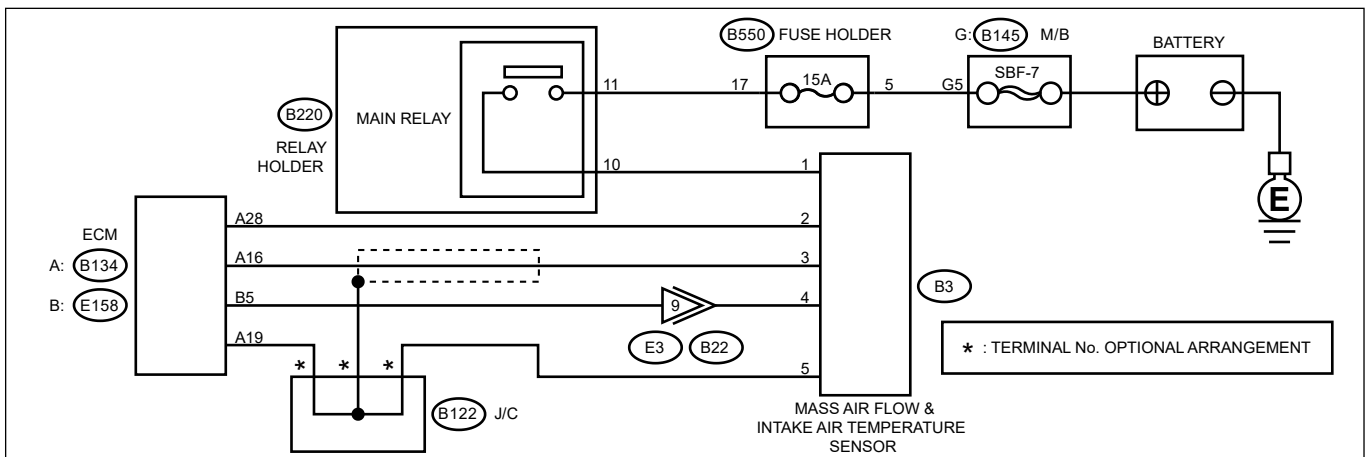 B550 FUSE HOLDER
G: B145 M/B
BATTERY
15A
SBF-7
11
17
5
G5
B220
MAIN RELAY
RELAY
HOLDER
10
1
E
ECM
A28
2
A: B134
A16
3
B: E158
B5
9
4
B3
A19
E3
B22
* : TERMINAL No. OPTIONAL ARRANGEMENT
* * *
5
B122 J/C
MASS AIR FLOW &
INTAKE AIR TEMPERATURE
SENSOR